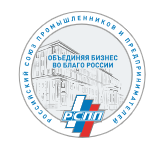 РОССИЙСКИЙ СОЮЗ ПРОМЫШЛЕННИКОВ И ПРЕДПРИНИМАТЕЛЕЙ
ОБЪЕДИНЯЯ БИЗНЕС
ВО БЛАГО РОССИИ
РСПП